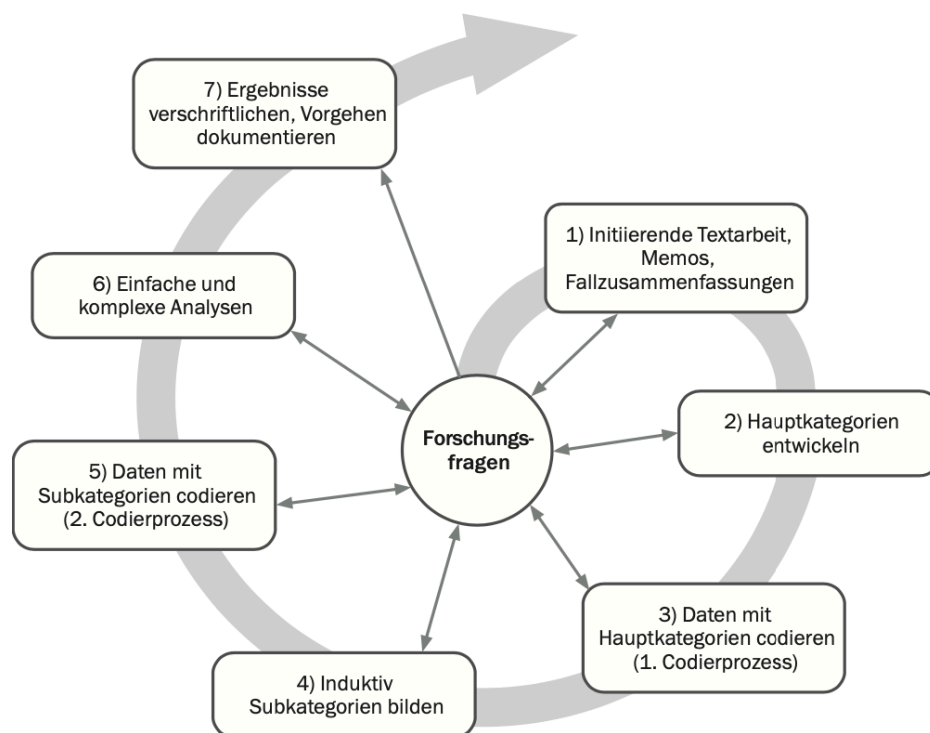 7) Ergebnisse
verschriftlichen, Vorgehen
dokumentieren
1) Initiierende Textarbeit,
Memos,
Fallzusammenfassungen
6) Einfache und
komplexe Analysen
2) Hauptkategorien
entwickeln
Forschungs-
fragen
5) Daten mit
Subkategorien codieren
(2. Codierprozess)
3) Daten mit
Hauptkategorien codieren
(1. Codierprozess)
4) Induktiv
Subkategorien bilden